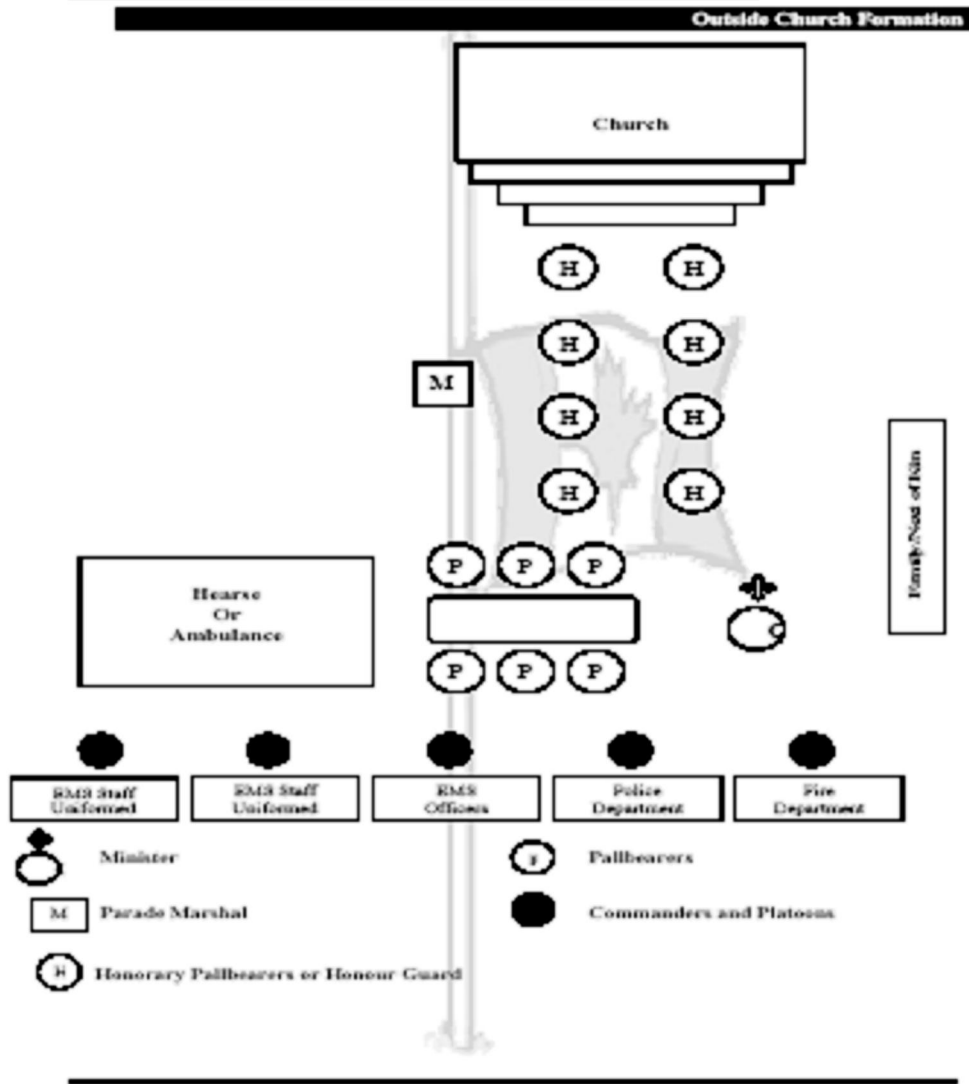 Outside Church Formation
Church
H H
H H
M
H H
H H
Family/Next of Kin
P P P
Hearse
Or
Ambulance
P P P
EMS Staff
Uniformed
EMS Staff
Uniformed
EMS
Officers
Police
Department
Fire
Department
Minister
P Pallbearers
M Parade Marshal
Commanders and Platoons
H Honorary Pallbearers or Honour Guard